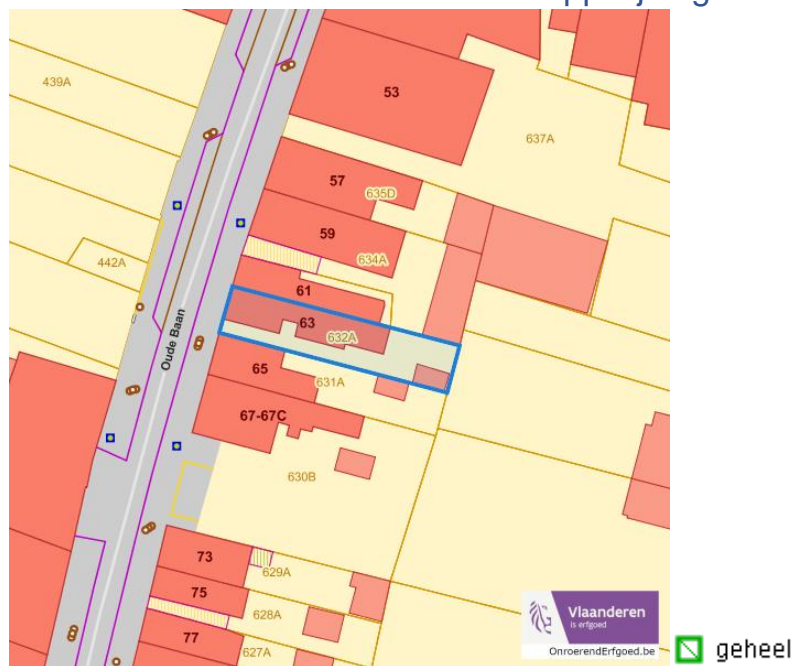 439A
53
637A
57
635D
59
634A
442A
61
63
632A
Oude Baan
65
631A
67-67C
630B
73
629A
75
628A
77
627A
Vlaanderen
is erfgoed
OnroerendErfgoed.be
geheel